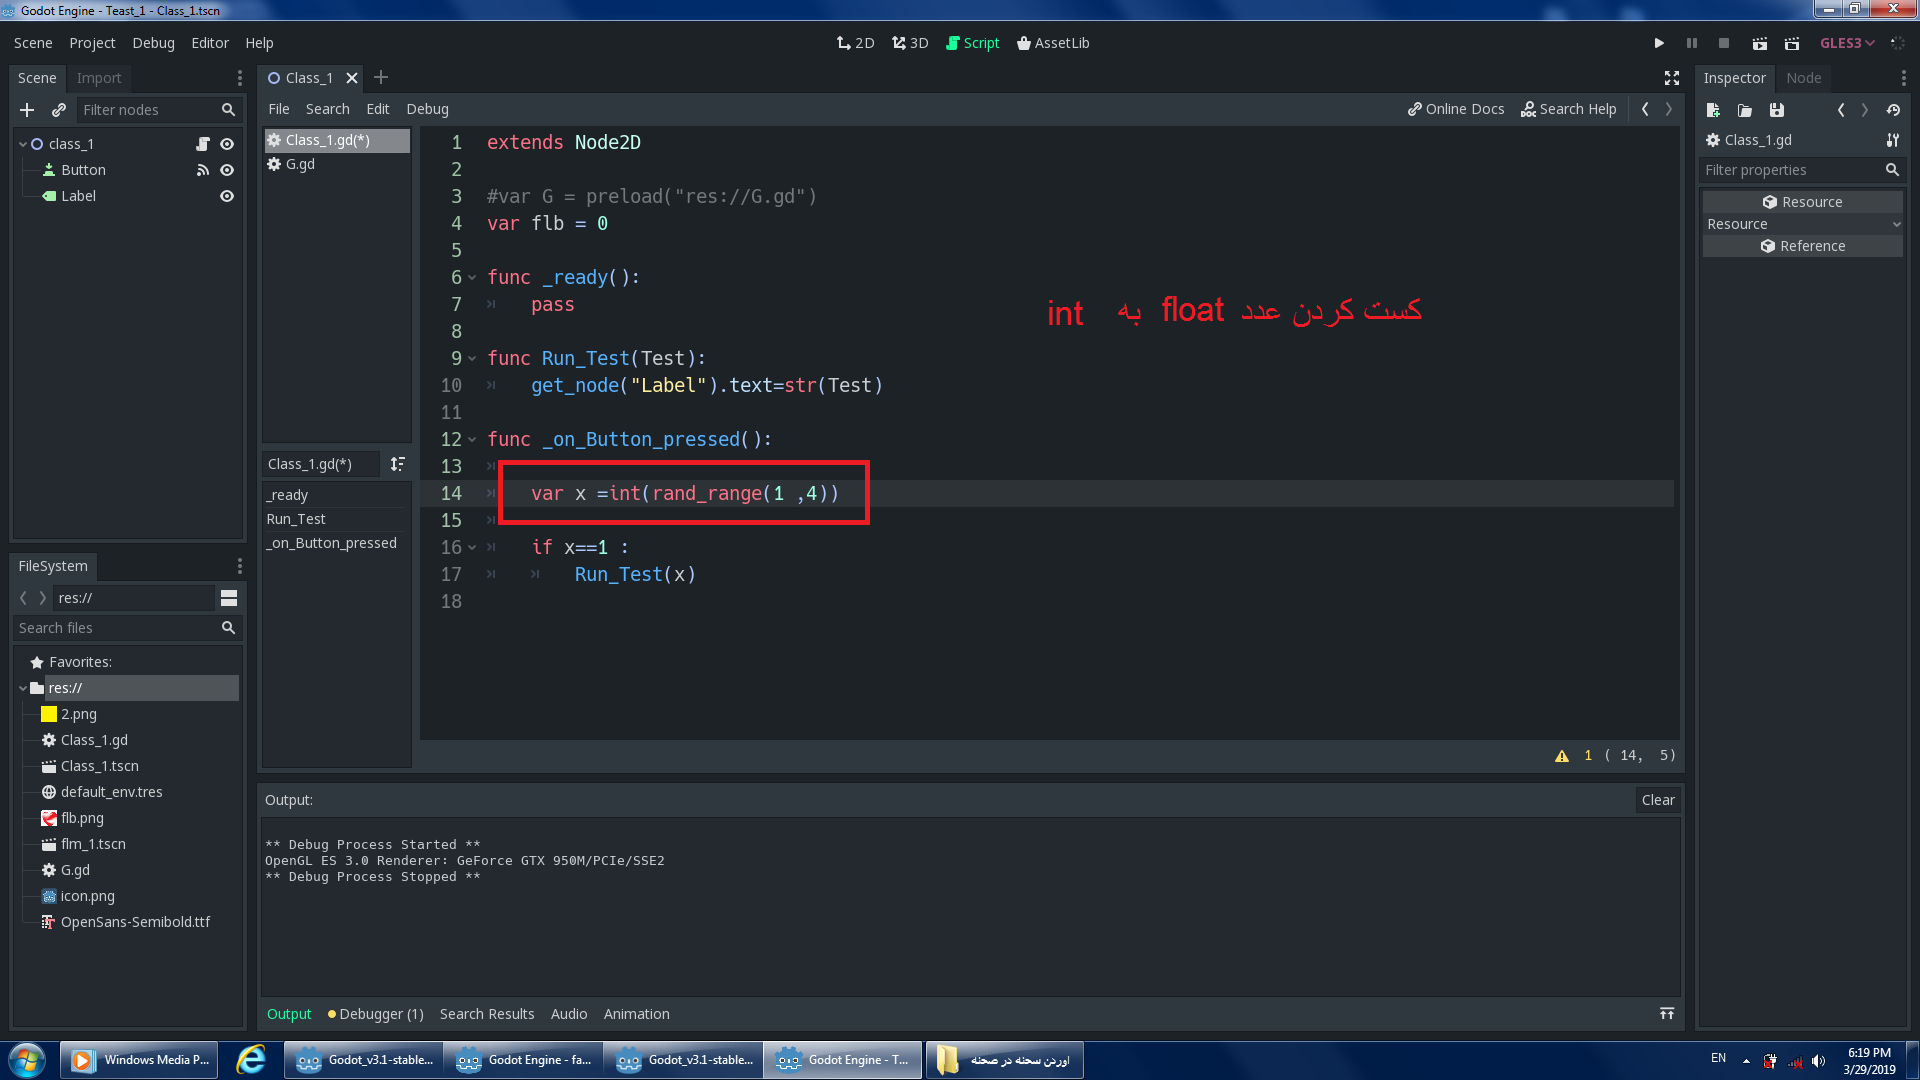 Godot Engine - Teast_1 - Class_1.tscn
Scene Project Debug Editor Help
2D 3D Script AssetLib
GLES3
Scene Import
Filter nodes
class_1
Button
Label
Class_1
File Search Edit Debug
Online Docs Search Help
Class_1.gd(*)
G.gd
Class_1.gd(*)
_ready
Run_Test
_on_Button_pressed
1 extends Node2D
2
3 #var G = preload("res://G.gd")
4 var flb = 0
5
6 func _ready():
7 pass
8
9 func Run_Test(Test):
10 get_node("Label").text=str(Test)
11
12 func _on_Button_pressed():
13
14 var x =int(rand_range(1 ,4))
15
16 if x==1 :
17 Run_Test(x)
18
کست کردن عدد float به int
1 ( 14, 5)
Inspector Node
Class_1.gd
Filter properties
Resource
Resource
Reference
FileSystem
res://
Search files
Favorites:
res://
2.png
Class_1.gd
Class_1.tscn
default_env.tres
flb.png
flm_1.tscn
G.gd
icon.png
OpenSans-Semibold.ttf
Output:
Clear
** Debug Process Started **
OpenGL ES 3.0 Renderer: GeForce GTX 950M/PCIe/SSE2
** Debug Process Stopped **
Output Debugger (1) Search Results Audio Animation
Windows Media P...
Godot_v3.1-stable...
Godot Engine - fa...
Godot_v3.1-stable...
Godot Engine - T...
اوردن سحنه در صحنه
EN
6:19 PM
3/29/2019